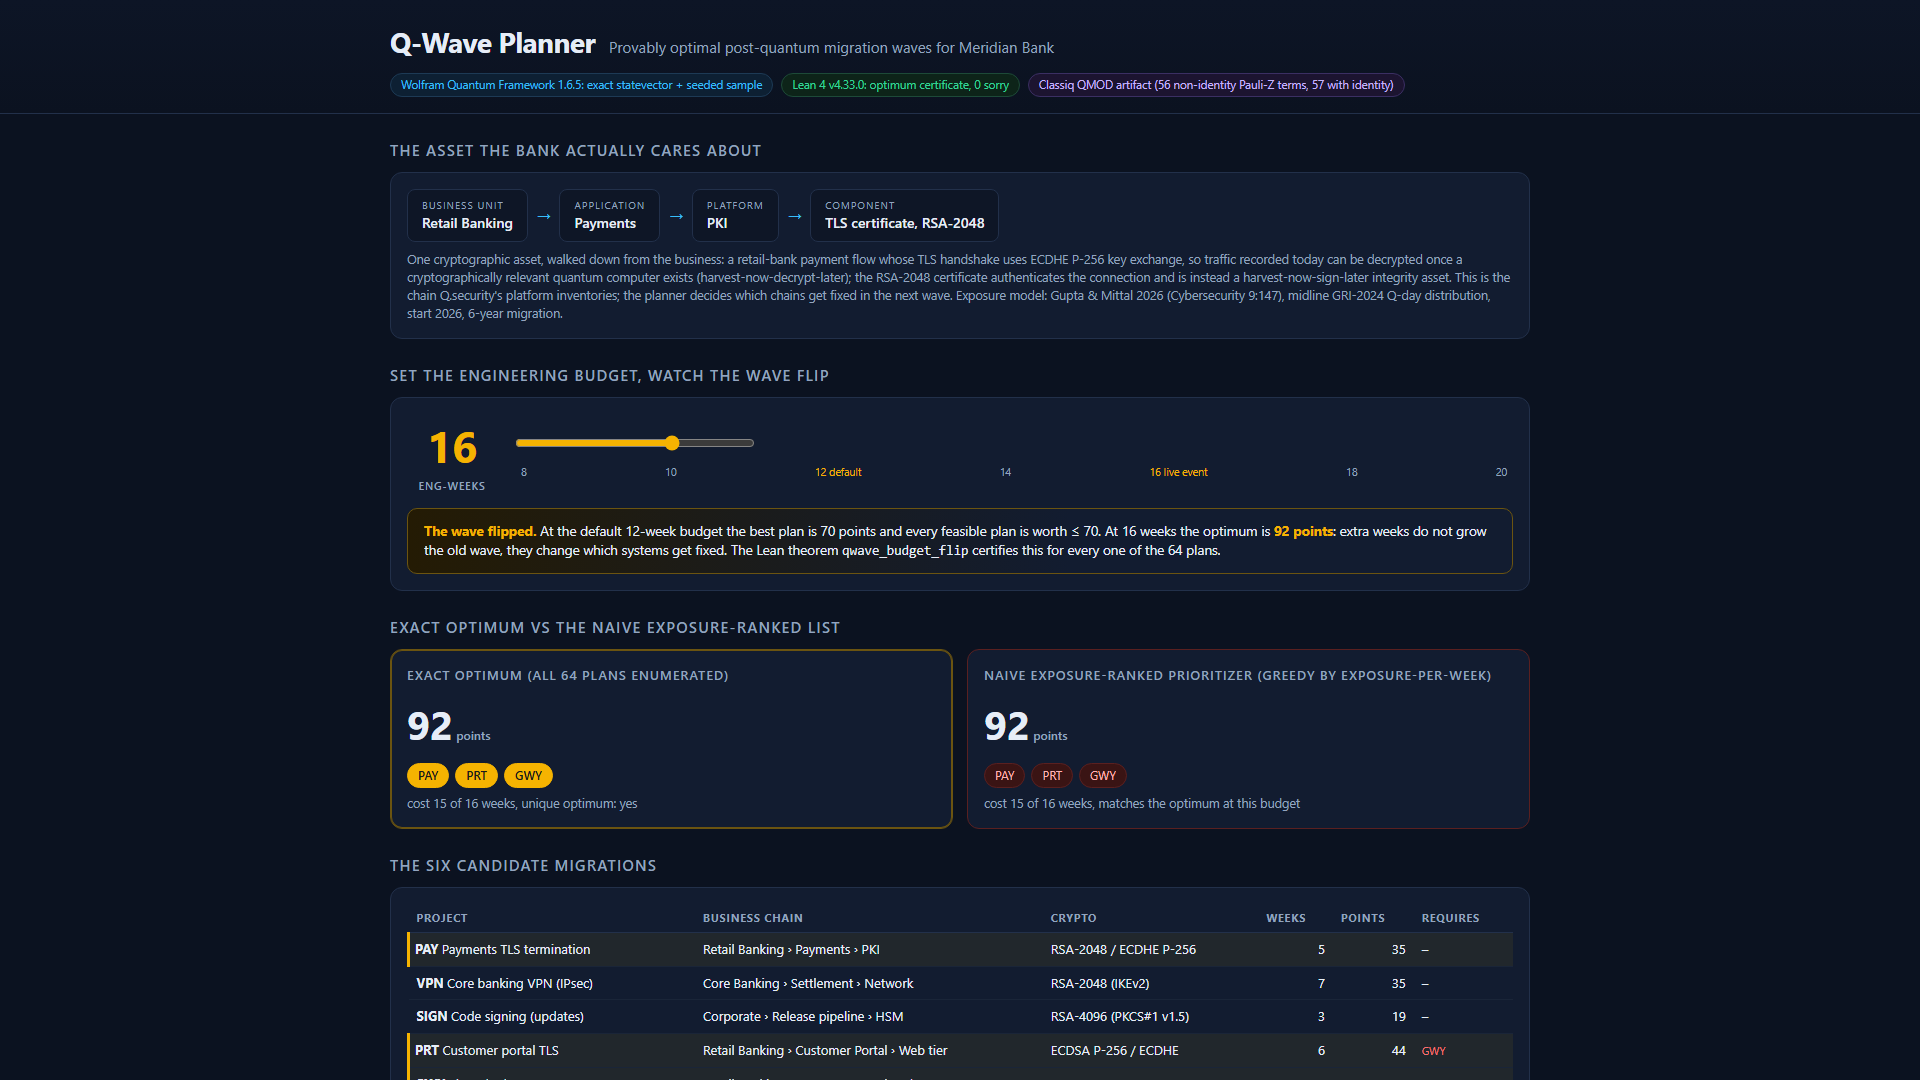 Q-Wave Planner Provably optimal post-quantum migration waves for Meridian Bank
Wolfram Quantum Framework 1.6.5: exact statevector + seeded sample
Lean 4 v4.33.0: optimum certificate, 0 sorry
Classiq QMOD artifact (56 non-identity Pauli-Z terms, 57 with identity)
THE ASSET THE BANK ACTUALLY CARES ABOUT
BUSINESS UNIT
Retail Banking
→
APPLICATION
Payments
→
PLATFORM
PKI
→
COMPONENT
TLS certificate, RSA-2048
One cryptographic asset, walked down from the business: a retail-bank payment flow whose TLS handshake uses ECDHE P-256 key exchange, so traffic recorded today can be decrypted once a
cryptographically relevant quantum computer exists (harvest-now-decrypt-later); the RSA-2048 certificate authenticates the connection and is instead a harvest-now-sign-later integrity asset. This is the
chain Q.security's platform inventories; the planner decides which chains get fixed in the next wave. Exposure model: Gupta & Mittal 2026 (Cybersecurity 9:147), midline GRI-2024 Q-day distribution,
start 2026, 6-year migration.
SET THE ENGINEERING BUDGET, WATCH THE WAVE FLIP
16
ENG-WEEKS
8 10 12 default 14 16 live event 18 20
The wave flipped. At the default 12-week budget the best plan is 70 points and every feasible plan is worth ≤ 70. At 16 weeks the optimum is 92 points: extra weeks do not grow
the old wave, they change which systems get fixed. The Lean theorem qwave_budget_flip certifies this for every one of the 64 plans.
EXACT OPTIMUM VS THE NAIVE EXPOSURE-RANKED LIST
EXACT OPTIMUM (ALL 64 PLANS ENUMERATED)
92 points
PAY PRT GWY
cost 15 of 16 weeks, unique optimum: yes
NAIVE EXPOSURE-RANKED PRIORITIZER (GREEDY BY EXPOSURE-PER-WEEK)
92 points
PAY PRT GWY
cost 15 of 16 weeks, matches the optimum at this budget
THE SIX CANDIDATE MIGRATIONS
PROJECT BUSINESS CHAIN CRYPTO WEEKS POINTS REQUIRES
PAY Payments TLS termination Retail Banking › Payments › PKI RSA-2048 / ECDHE P-256 5 35 –
VPN Core banking VPN (IPsec) Core Banking › Settlement › Network RSA-2048 (IKEv2) 7 35 –
SIGN Code signing (updates) Corporate › Release pipeline › HSM RSA-4096 (PKCS#1 v1.5) 3 19 –
PRT Customer portal TLS Retail Banking › Customer Portal › Web tier ECDSA P-256 / ECDHE 6 44 GWY